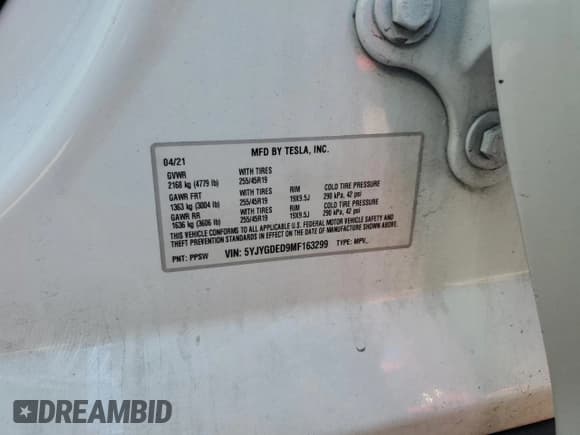 MFD BY TESLA, INC.
04/21
GVWR WITH TIRES
2168 kg (4779 lb) 255/45R19
GAWR FRT WITH TIRES RIM COLD TIRE PRESSURE
1363 kg (3004 lb) 255/45R19 19X9.5J 290 kPa, 42 psi
GAWR RR WITH TIRES RIM COLD TIRE PRESSURE
1636 kg (3606 lb) 255/45R19 19X9.5J 290 kPa, 42 psi
THIS VEHICLE CONFORMS TO ALL APPLICABLE U.S. FEDERAL MOTOR VEHICLE SAFETY AND
THEFT PREVENTION STANDARDS IN EFFECT ON THE DATE OF MANUFACTURE SHOWN ABOVE.
PNT: PPSW VIN: 5YJYGDED9MF163299 TYPE: MPV,.
DREAMBID